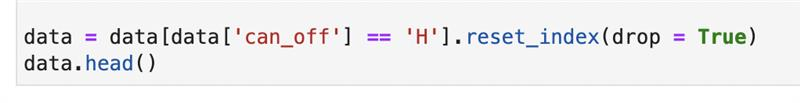 data = data[data['can_off'] == 'H'].reset_index(drop = True)
data.head()